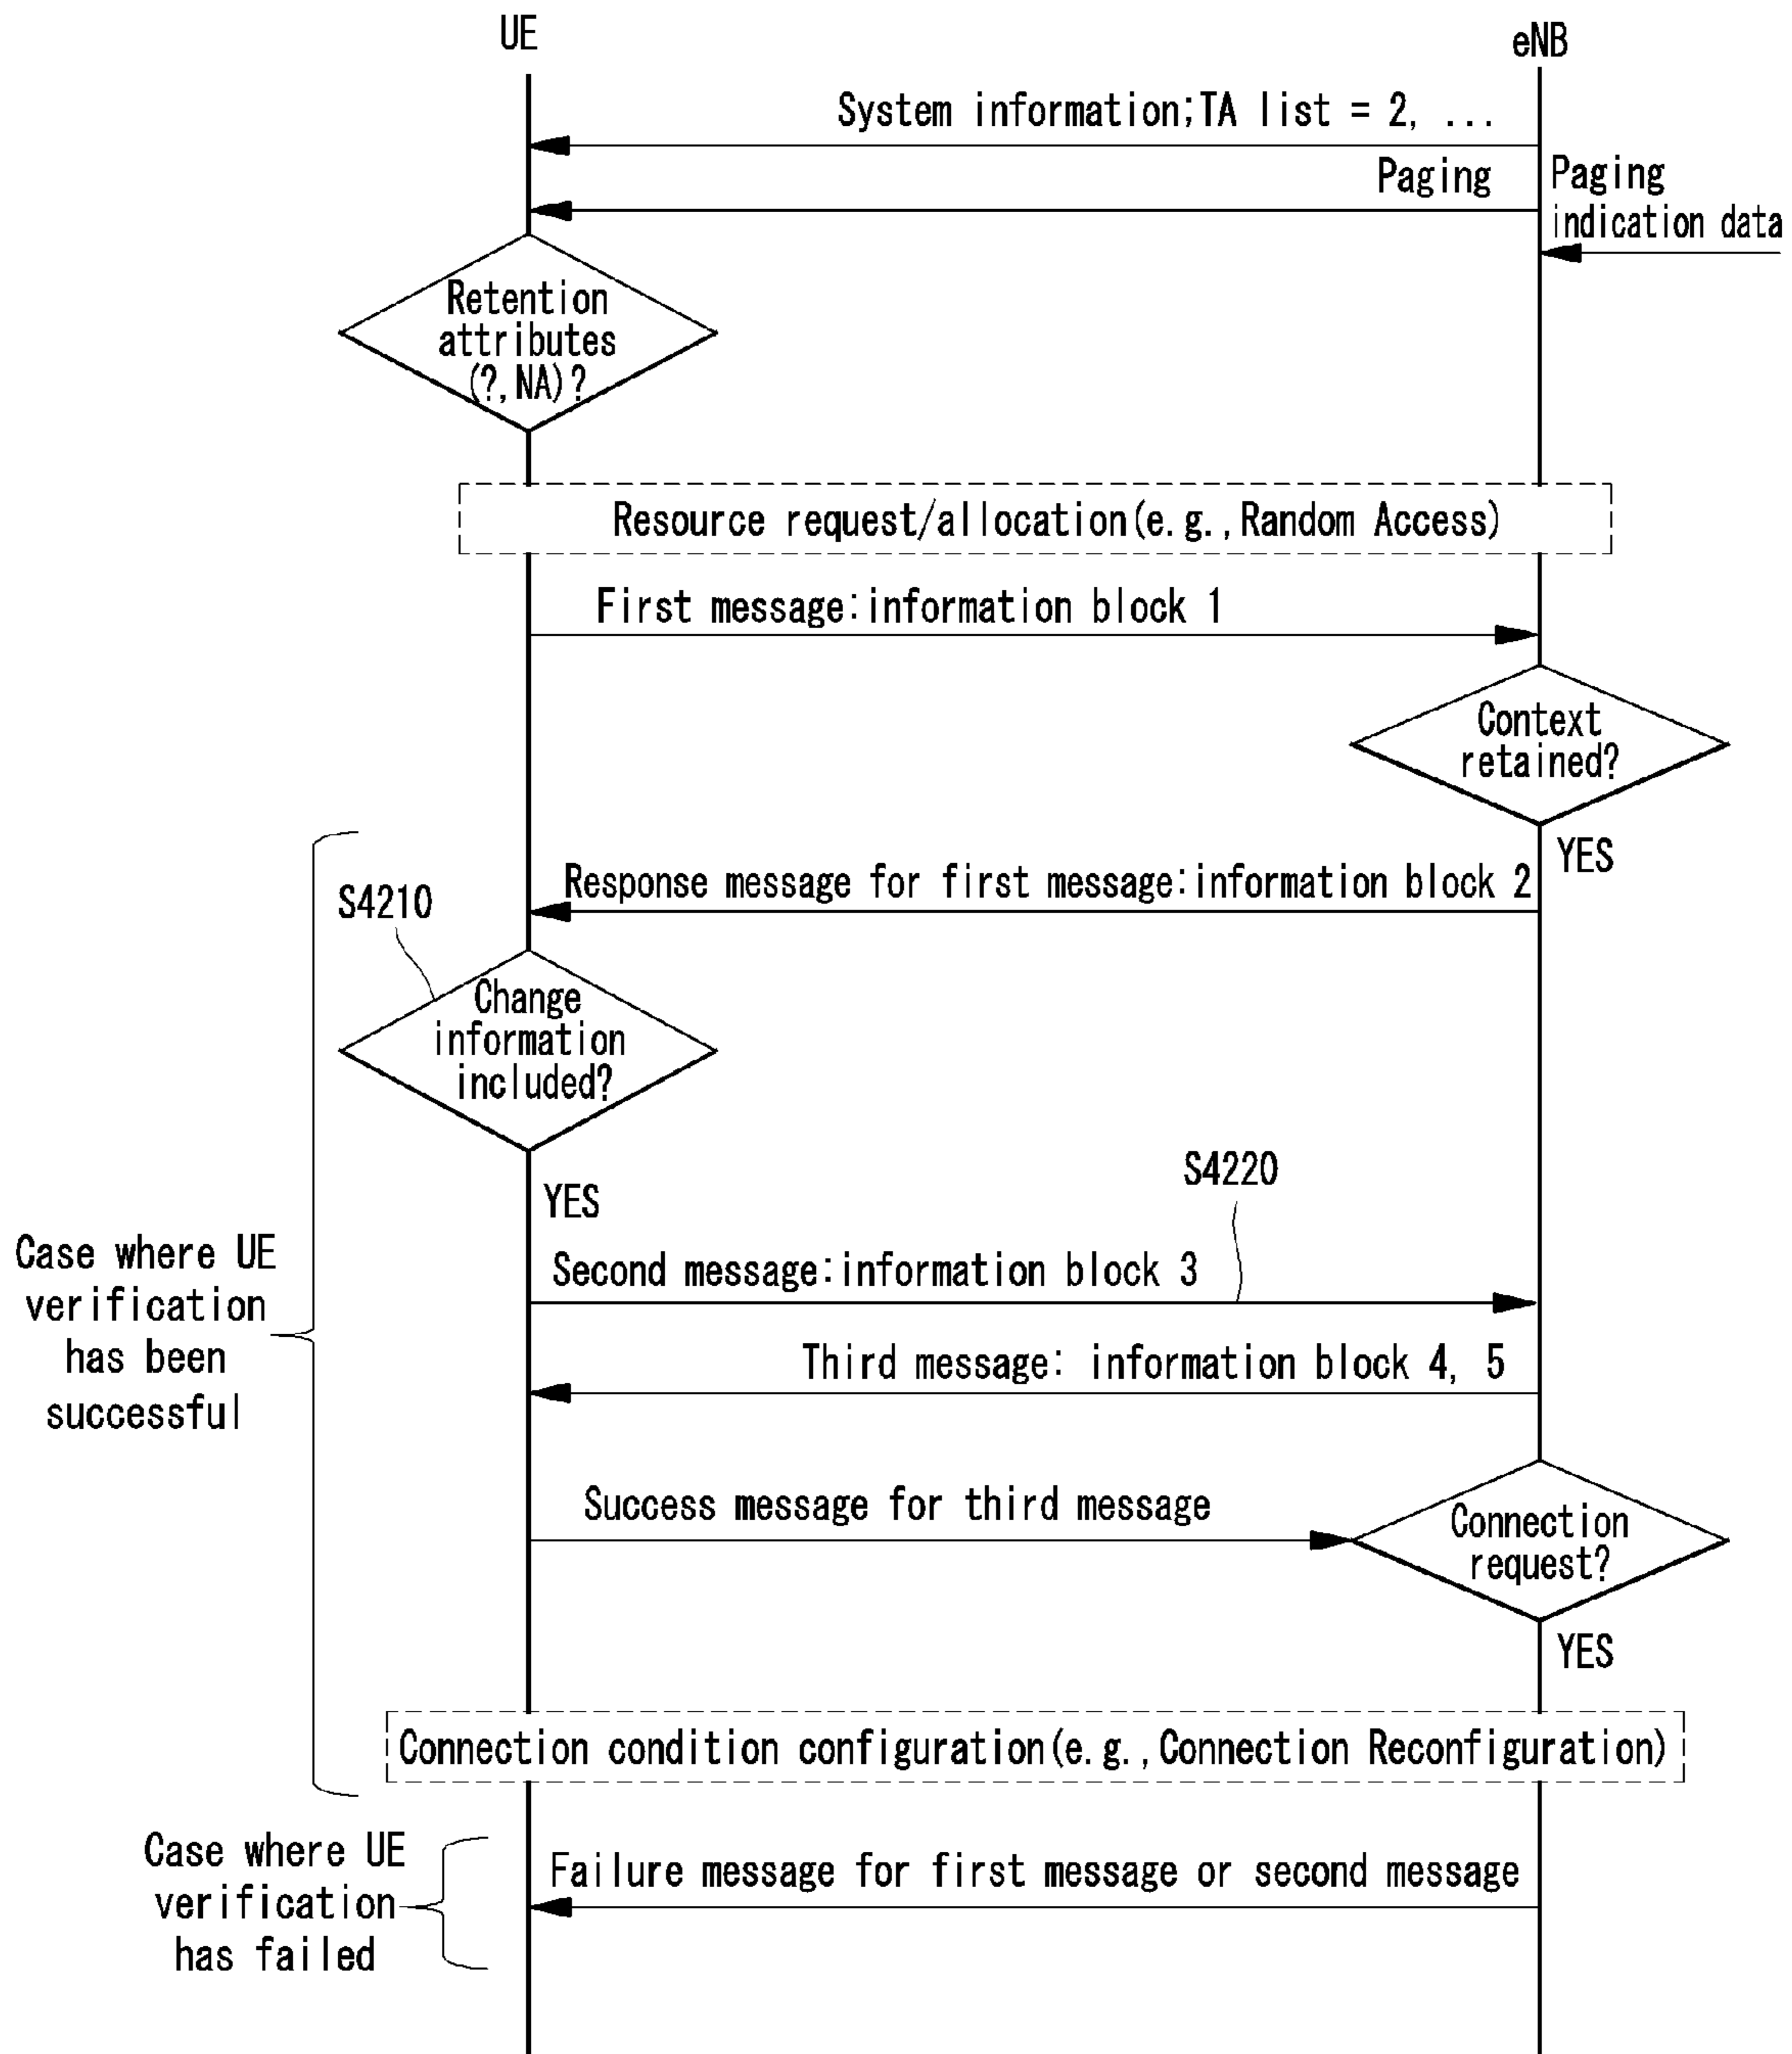 UE
eNB
System information;TA list = 2, ...
Paging
Paging
indication data
Retention
attributes
(?,NA)?
Resource request/allocation(e.g.,Random Access)
First message:information block 1
Context
retained?
YES
Response message for first message:information block 2
S4210
Change
information
included?
YES
S4220
Second message:information block 3
Case where UE
verification
has been
successful
Third message: information block 4, 5
Success message for third message
Connection
request?
YES
Connection condition configuration(e.g.,Connection Reconfiguration)
Case where UE
verification
has failed
Failure message for first message or second message